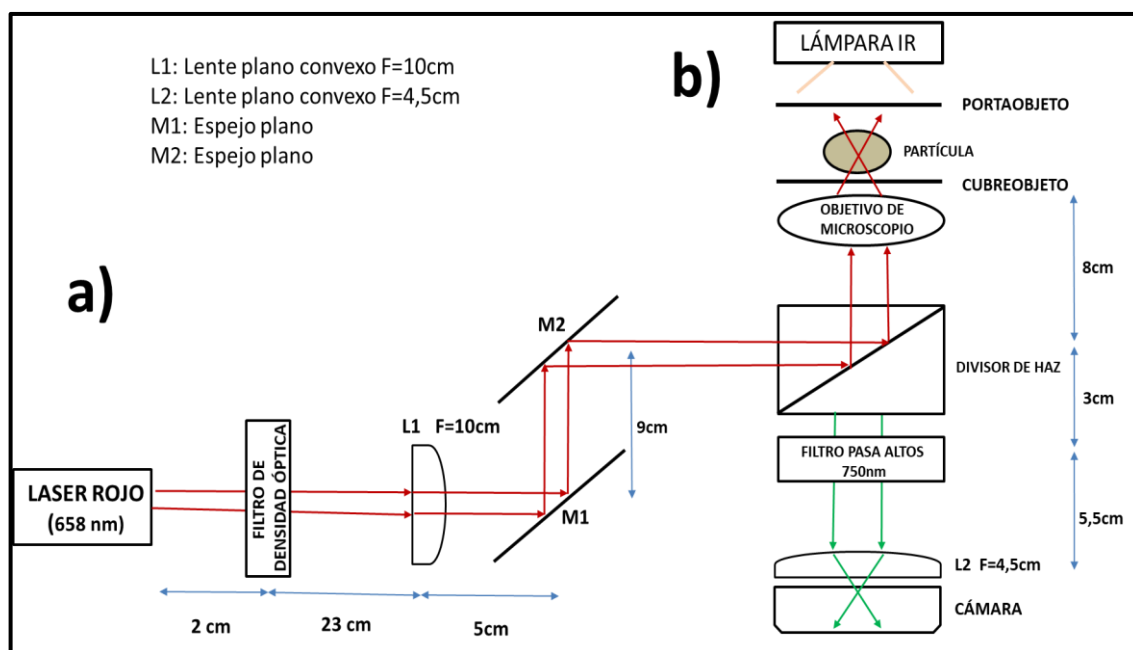 L1: Lente plano convexo F=10cm
L2: Lente plano convexo F=4,5cm
M1: Espejo plano
M2: Espejo plano
a)
LASER ROJO
(658 nm)
FILTRO DE
DENSIDAD ÓPTICA
L1 F=10cm
M1
M2
9cm
2 cm
23 cm
5cm
b)
LÁMPARA IR
PORTAOBJETO
PARTÍCULA
CUBREOBJETO
OBJETIVO DE
MICROSCOPIO
8cm
DIVISOR DE HAZ
3cm
FILTRO PASA ALTOS
750nm
5,5cm
L2 F=4,5cm
CÁMARA